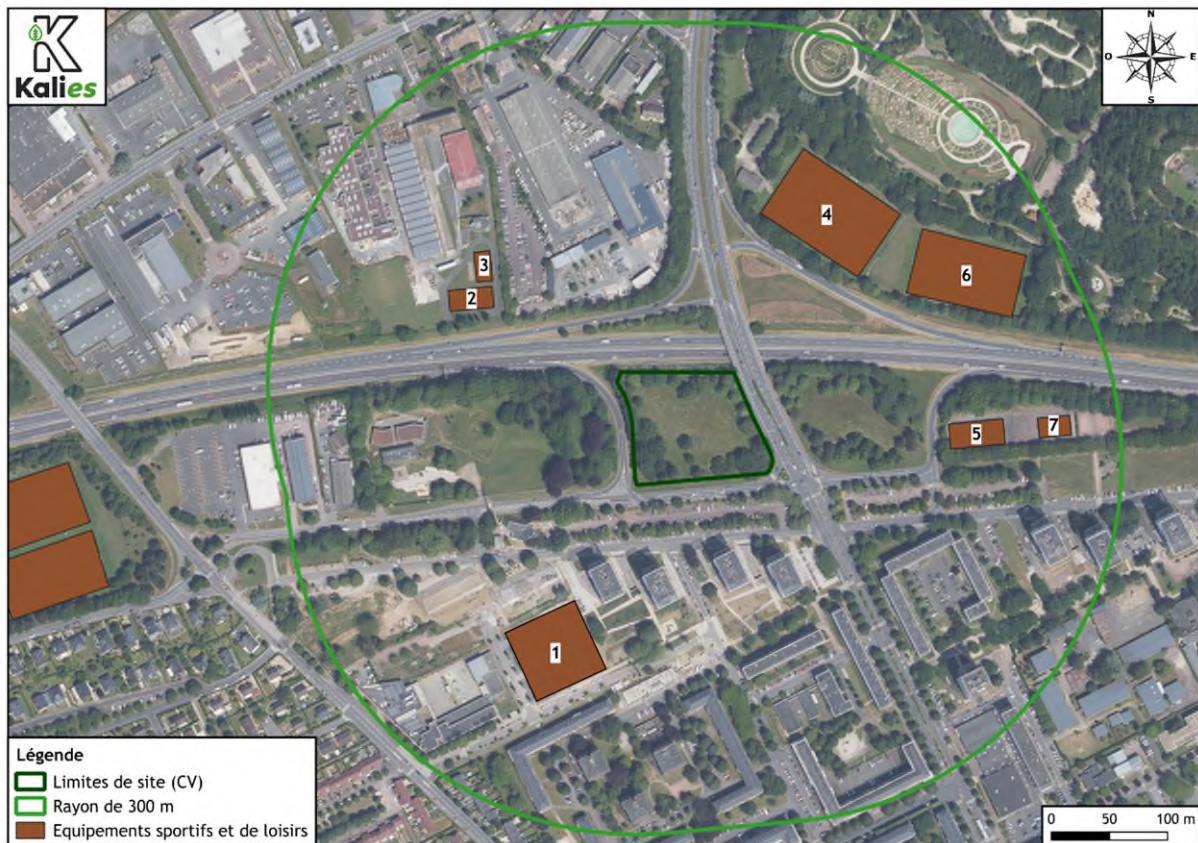 Kalies
N
O
E
S
4
3
6
2
5
7
1
Légende
Limites de site (CV)
Rayon de 300 m
Equipements sportifs et de loisirs
0 50 100 m